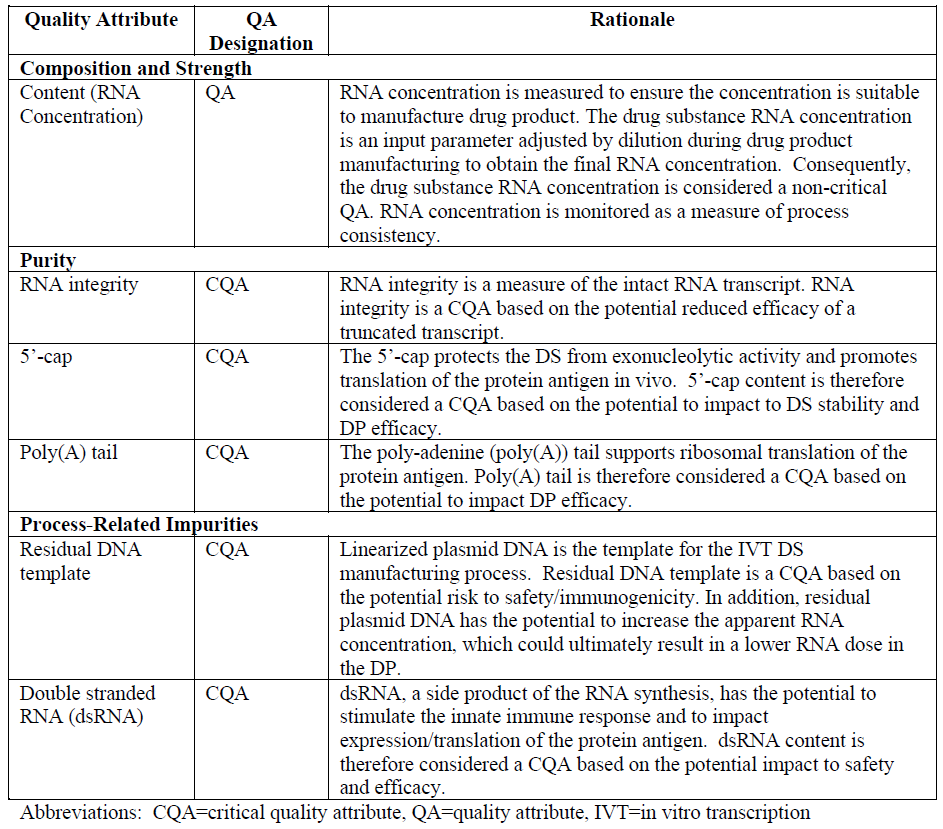 Quality Attribute QA Designation Rationale
Composition and Strength
Content (RNA Concentration) QA RNA concentration is measured to ensure the concentration is suitable
to manufacture drug product. The drug substance RNA concentration
is an input parameter adjusted by dilution during drug product
manufacturing to obtain the final RNA concentration.  Consequently,
the drug substance RNA concentration is considered a non-critical
QA. RNA concentration is monitored as a measure of process
consistency.
Purity
RNA integrity CQA RNA integrity is a measure of the intact RNA transcript. RNA
integrity is a CQA based on the potential reduced efficacy of a
truncated transcript.
5’-cap CQA The 5’-cap protects the DS from exonucleolytic activity and promotes
translation of the protein antigen in vivo.  5’-cap content is therefore
considered a CQA based on the potential to impact to DS stability and
DP efficacy.
Poly(A) tail CQA The poly-adenine (poly(A)) tail supports ribosomal translation of the
protein antigen. Poly(A) tail is therefore considered a CQA based on
the potential to impact DP efficacy.
Process-Related Impurities
Residual DNA template CQA Linearized plasmid DNA is the template for the IVT DS
manufacturing process.  Residual DNA template is a CQA based on
the potential risk to safety/immunogenicity. In addition, residual
plasmid DNA has the potential to increase the apparent RNA
concentration, which could ultimately result in a lower RNA dose in
the DP.
Double stranded RNA (dsRNA) CQA dsRNA, a side product of the RNA synthesis, has the potential to
stimulate the innate immune response and to impact
expression/translation of the protein antigen.  dsRNA content is
therefore considered a CQA based on the potential impact to safety
and efficacy.
Abbreviations:  CQA=critical quality attribute, QA=quality attribute, IVT=in vitro transcription